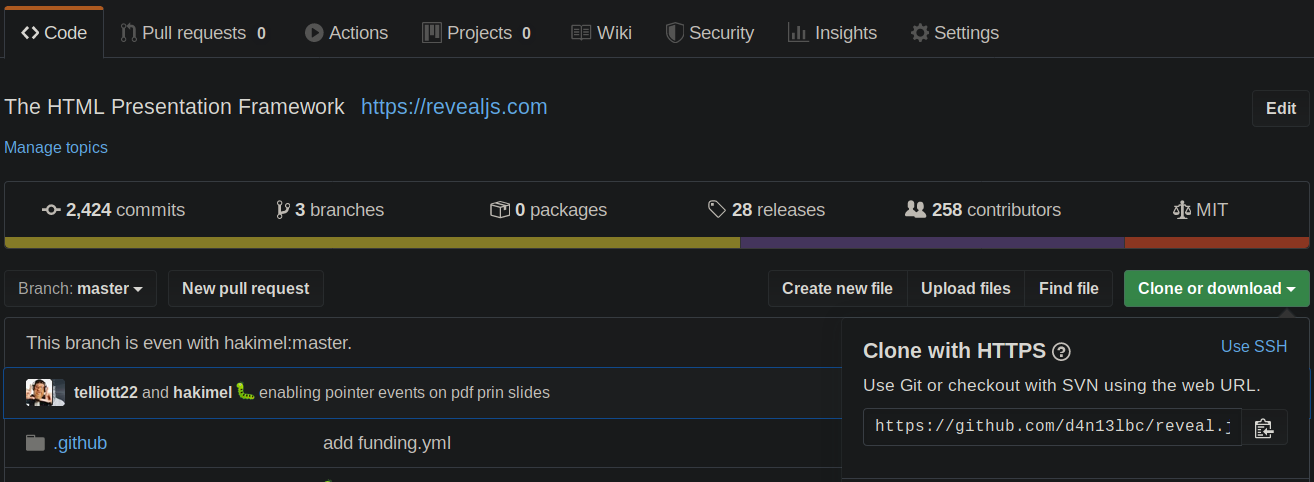 Code Pull requests 0 Actions Projects 0 Wiki Security Insights Settings
The HTML Presentation Framework https://revealjs.com
Edit
Manage topics
2,424 commits 3 branches 0 packages 28 releases 258 contributors MIT
Branch: master New pull request Create new file Upload files Find file Clone or download
This branch is even with hakimel:master.
Clone with HTTPS ? Use SSH
Use Git or checkout with SVN using the web URL.
telliott22 and hakimel enabling pointer events on pdf prin slides
https://github.com/d4n13lbc/reveal.j
.github add funding.yml